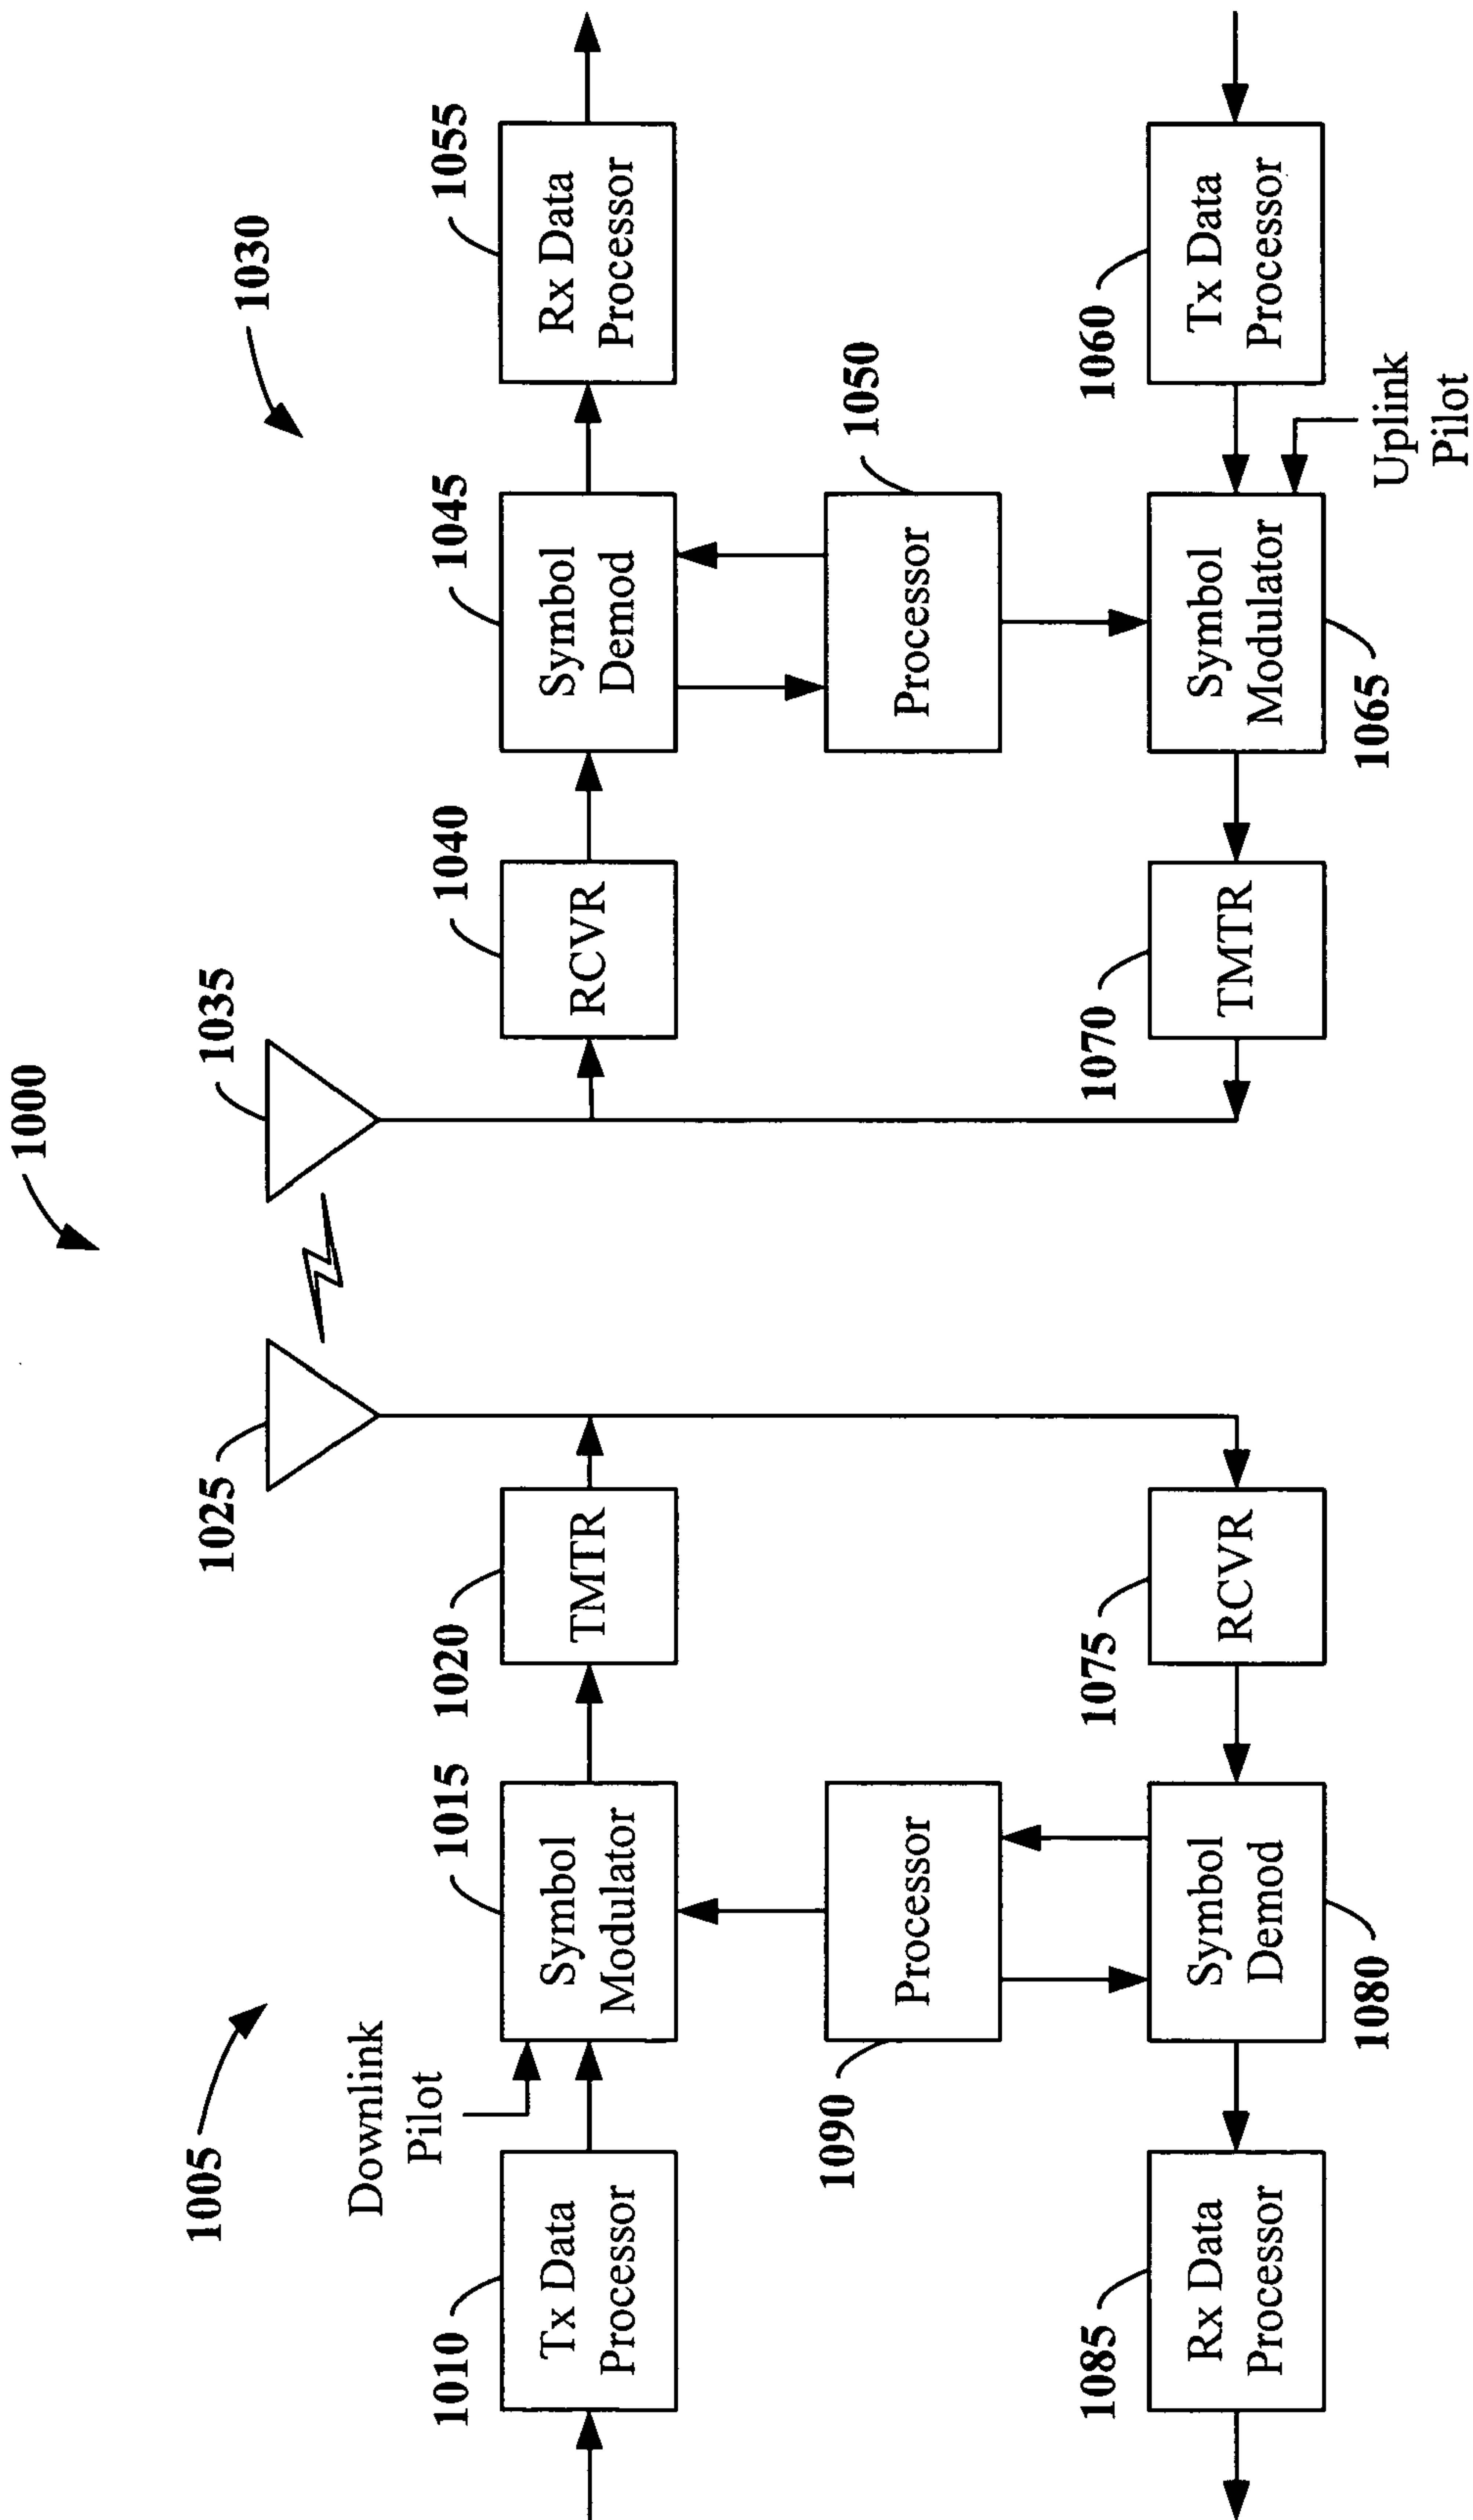 1000
1005
1025
1035
1030
Downlink
Pilot
1010
Tx Data
Processor
1015
Symbol
Modulator
1020
TMTR
1040
RCVR
1045
Symbol
Demod
1055
Rx Data
Processor
1090
Processor
1050
Processor
1085
Rx Data
Processor
Symbol
Demod
1080
1075
RCVR
1070
TMTR
Symbol
Modulator
1065
1060
Tx Data
Processor
Uplink
Pilot